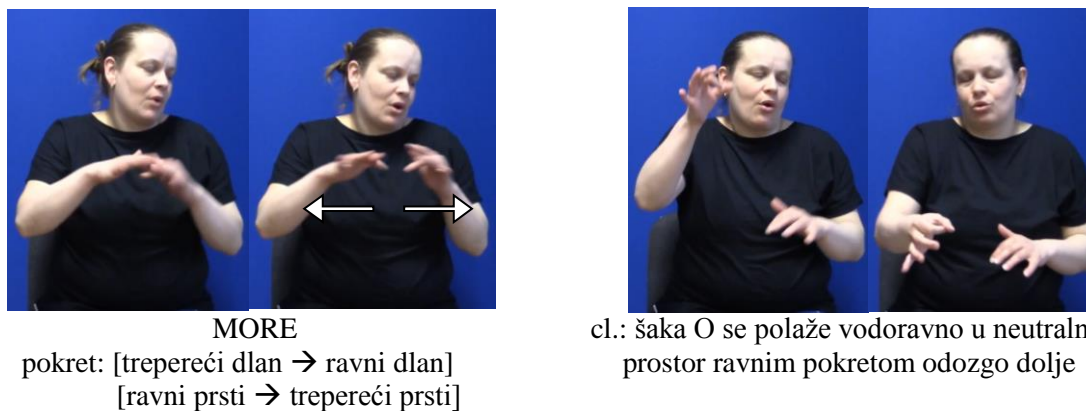 MORE
pokret: [trepereći dlan → ravni dlan]
[ravni prsti → trepereći prsti]
cl.: šaka O se polaže vodoravno u neutraln
prostor ravnim pokretom odozgo dolje